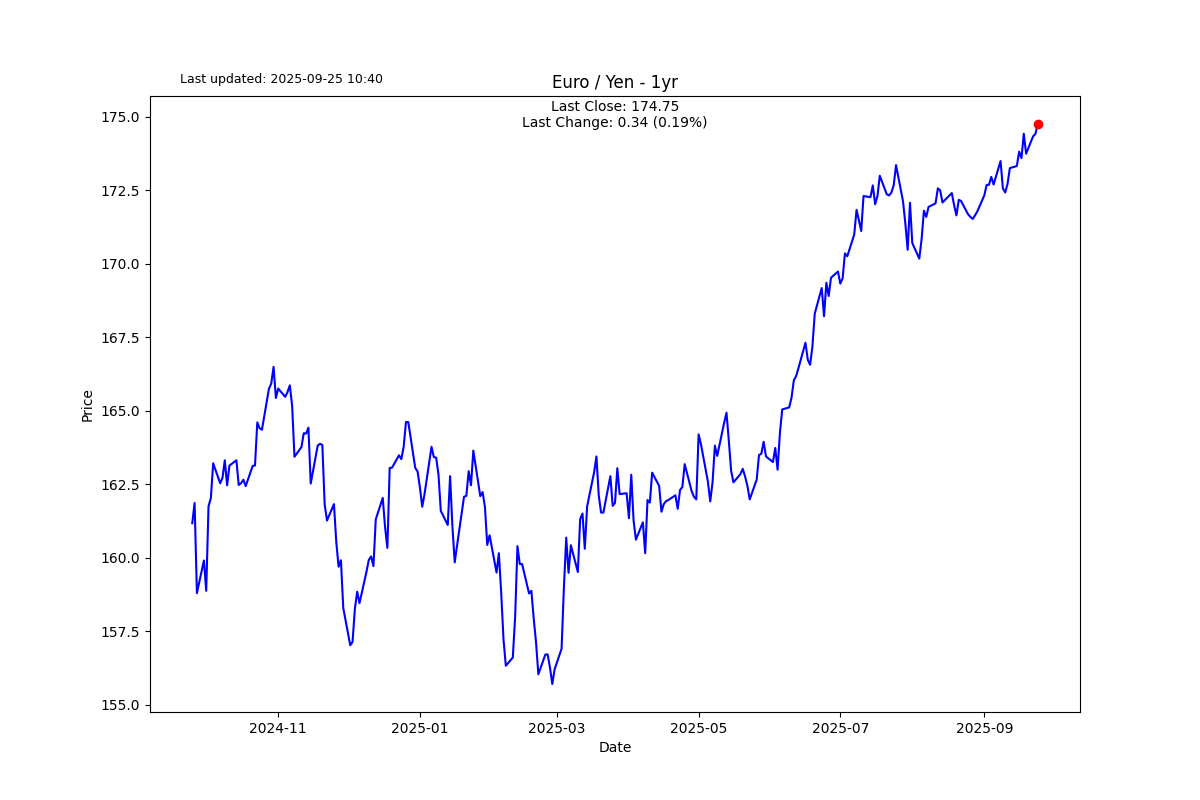 Last updated: 2025-09-25 10:40
Euro / Yen - 1yr
Last Close: 174.75
Last Change: 0.34 (0.19%)
Price
175.0
172.5
170.0
167.5
165.0
162.5
160.0
157.5
155.0
2024-11
2025-01
2025-03
2025-05
2025-07
2025-09
Date